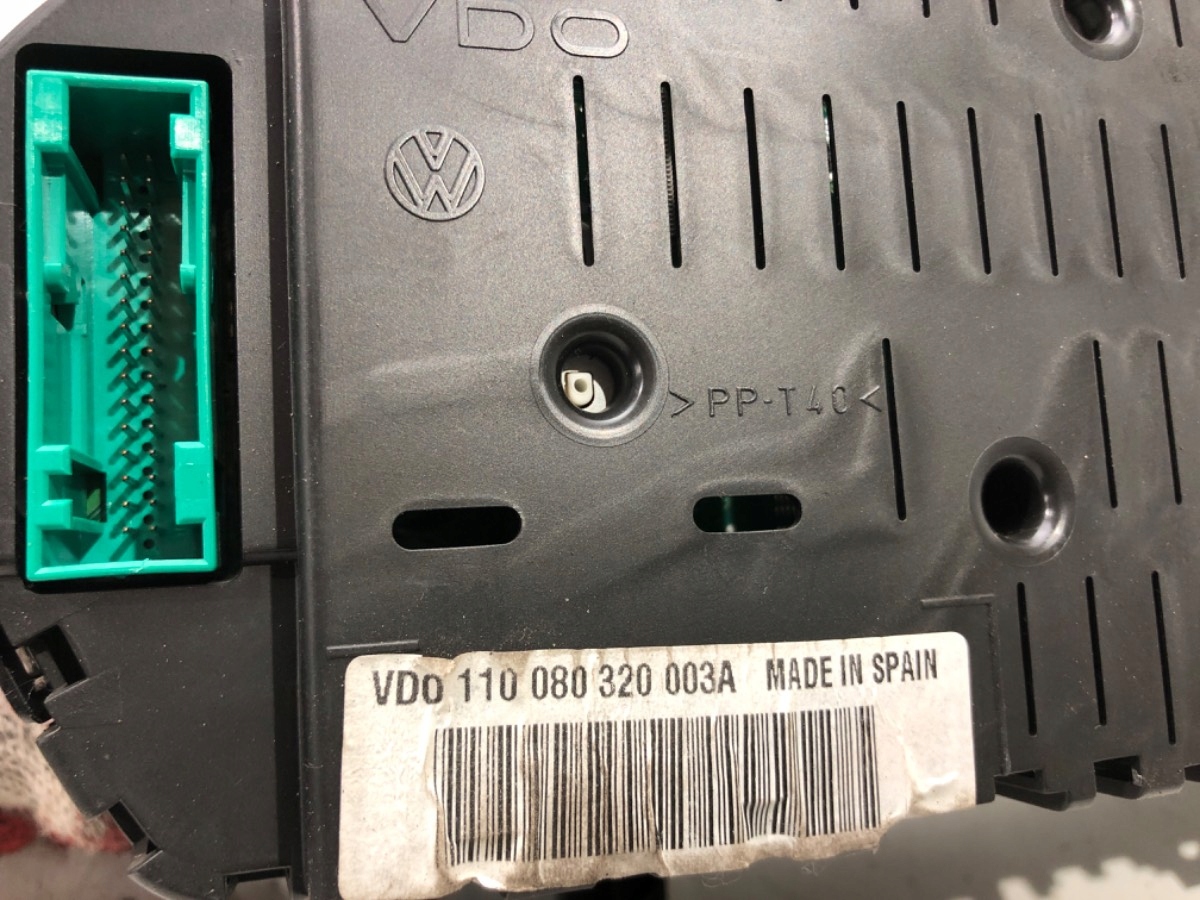 VDO
>PP-T40<
VDO 110 080 320 003A MADE IN SPAIN